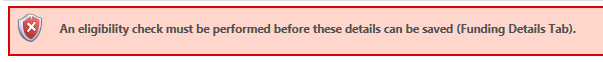 An eligibility check must be performed before these details can be saved (Funding Details Tab).